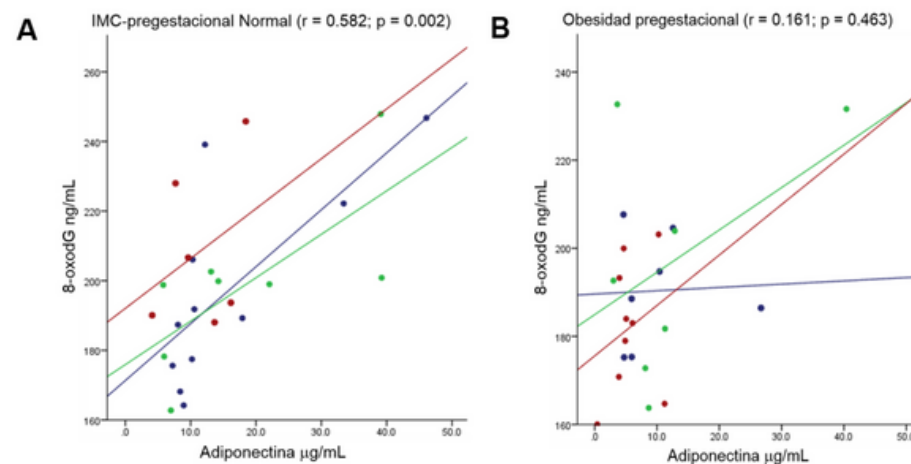 A
IMC-pregestacional Normal (r = 0.582; p = 0.002)
8-oxodG ng/mL
260
240
220
200
180
160
.0 10.0 20.0 30.0 40.0 50.0
Adiponectina μg/mL
B
Obesidad pregestacional (r = 0.161; p = 0.463)
8-oxodG ng/mL
240
220
200
180
160
.0 10.0 20.0 30.0 40.0 50.0
Adiponectina μg/mL